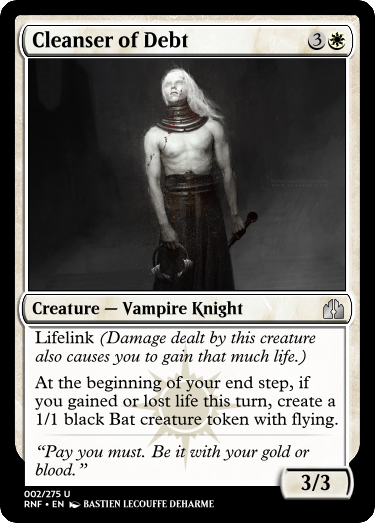 Cleanser of Debt
3
Creature — Vampire Knight
Lifelink (Damage dealt by this creature
also causes you to gain that much life.)
At the beginning of your end step, if
you gained or lost life this turn, create a
1/1 black Bat creature token with flying.
"Pay you must. Be it with your gold or
blood."
3/3
002/275 U
RNF • EN BASTIEN LECOUFFE DEHARME